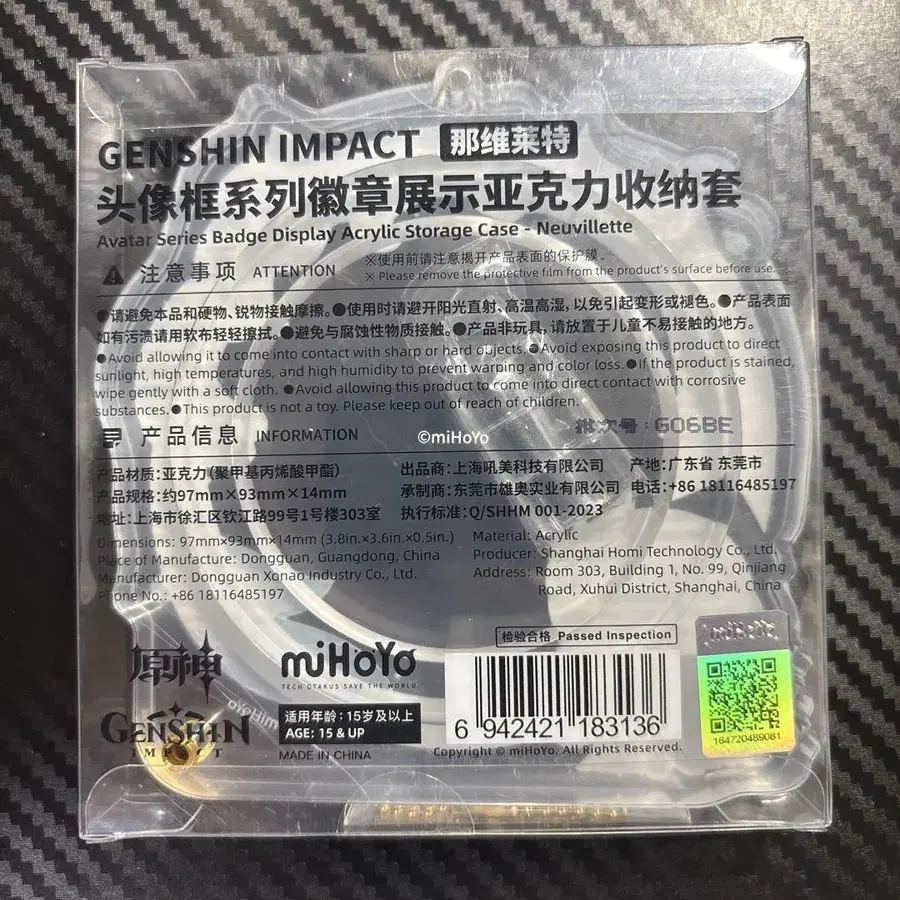 GENSHIN IMPACT 那维莱特
头像框系列徽章展示亚克力收纳套
Avatar Series Badge Display Acrylic Storage Case - Neuvillette
注意事项 ATTENTION
※使用前请注意揭开产品表面的保护膜。
※ Please remove the protective film from the product's surface before use.
●请避免本品和硬物、锐物接触摩擦。●使用时请避开阳光直射、高温高湿，以免引起变形或褪色。●产品表面
如有污渍请用软布轻轻擦拭。●避免与腐蚀性物质接触。●产品非玩具，请放置于儿童不易接触的地方。
●Avoid allowing it to come into contact with sharp or hard objects.●Avoid exposing this product to direct
sunlight, high temperatures, and high humidity to prevent warping and color loss.●If the product is stained,
wipe gently with a soft cloth.●Avoid allowing this product to come into direct contact with corrosive
substances.●This product is not a toy. Please keep out of reach of children.
产品信息 INFORMATION
©miHoYo
批次号：G06BE
产品材质：亚克力（聚甲基丙烯酸甲酯）
产品规格：约97mm×93mm×14mm
地址：上海市徐汇区钦江路99号1号楼303室
出品商：上海吼美科技有限公司 产地：广东省 东莞市
承制商：东莞市雄奥实业有限公司 电话：+86 18116485197
执行标准：Q/SHHM 001-2023
Dimensions: 97mm×93mm×14mm (3.8in.×3.6in.×0.5in.)
Place of Manufacture: Dongguan, Guangdong, China
Manufacturer: Dongguan Xonao Industry Co., Ltd.
Phone No.: +86 18116485197
Material: Acrylic
Producer: Shanghai Homi Technology Co., Ltd.
Address: Room 303, Building 1, No. 99, Qinjiang
Road, Xuhui District, Shanghai, China
检验合格 Passed Inspection
原神
GENSHIN
IMPACT
miHoYo
TECH OTAKUS SAVE THE WORLD
适用年龄：15岁及以上
AGE: 15 & UP
MADE IN CHINA
6 942421 183136
Copyright © miHoYo. All Rights Reserved.
miHoYo
164720489081